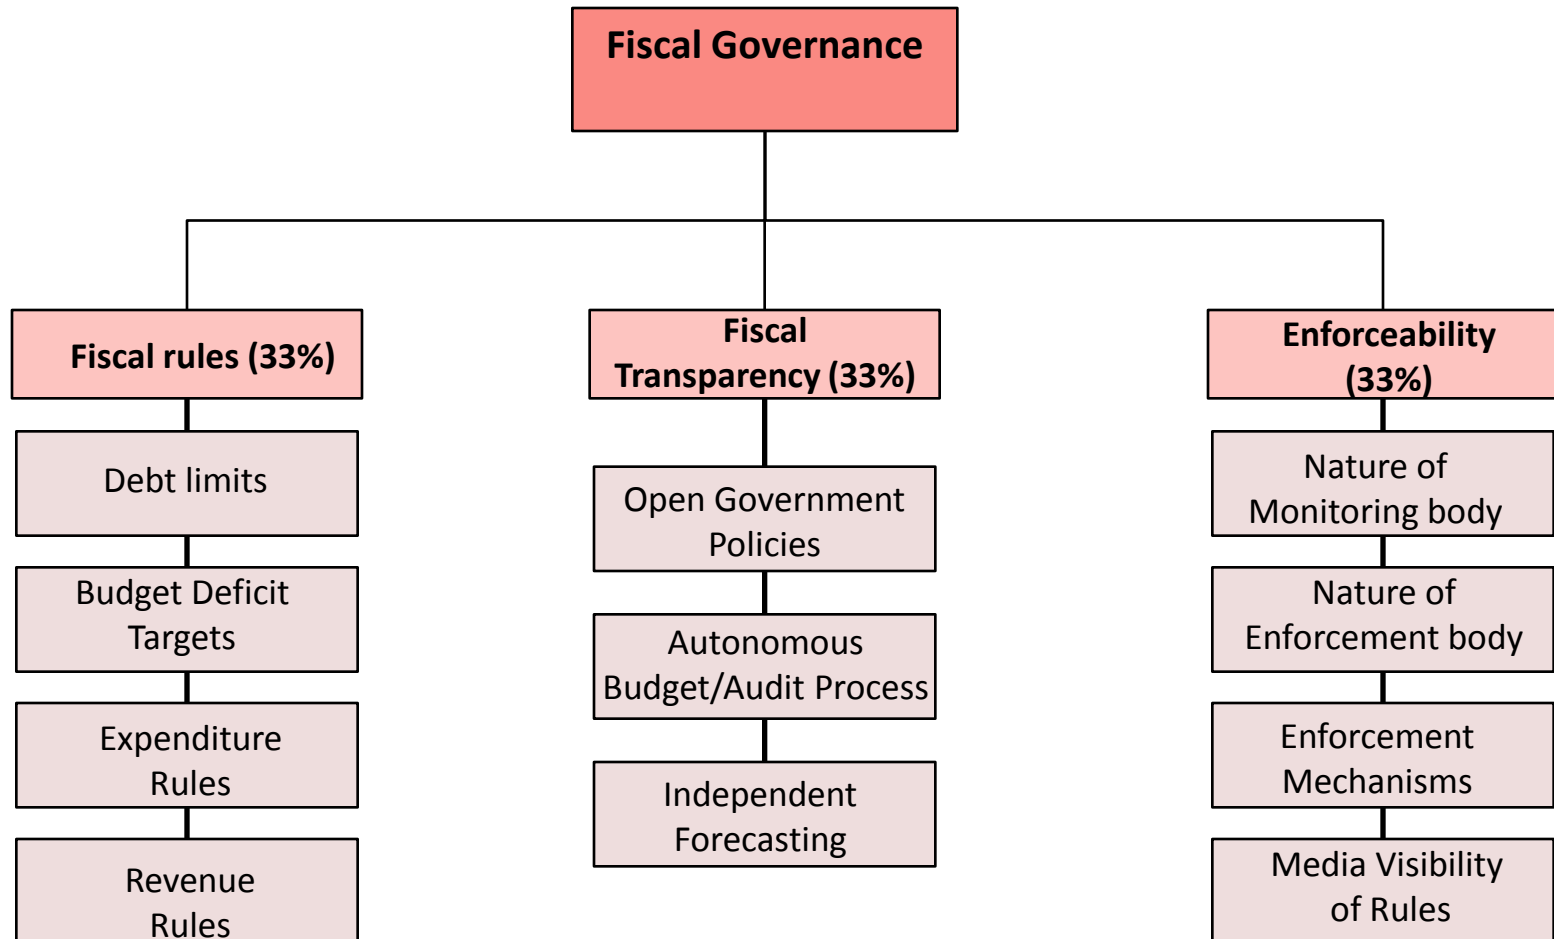 Fiscal Governance
Fiscal rules (33%)
Debt limits
Budget Deficit
Targets
Expenditure
Rules
Revenue
Rules
Fiscal
Transparency (33%)
Open Government
Policies
Autonomous
Budget/Audit Process
Independent
Forecasting
Enforceability
(33%)
Nature of
Monitoring body
Nature of
Enforcement body
Enforcement
Mechanisms
Media Visibility
of Rules